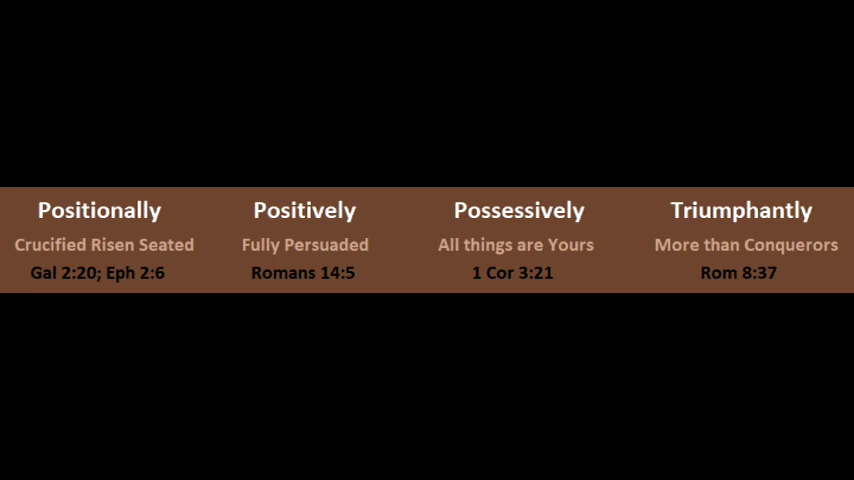 Positionally Positively Possessively Triumphantly
Crucified Risen Seated Fully Persuaded All things are Yours More than Conquerors
Gal 2:20; Eph 2:6 Romans 14:5 1 Cor 3:21 Rom 8:37